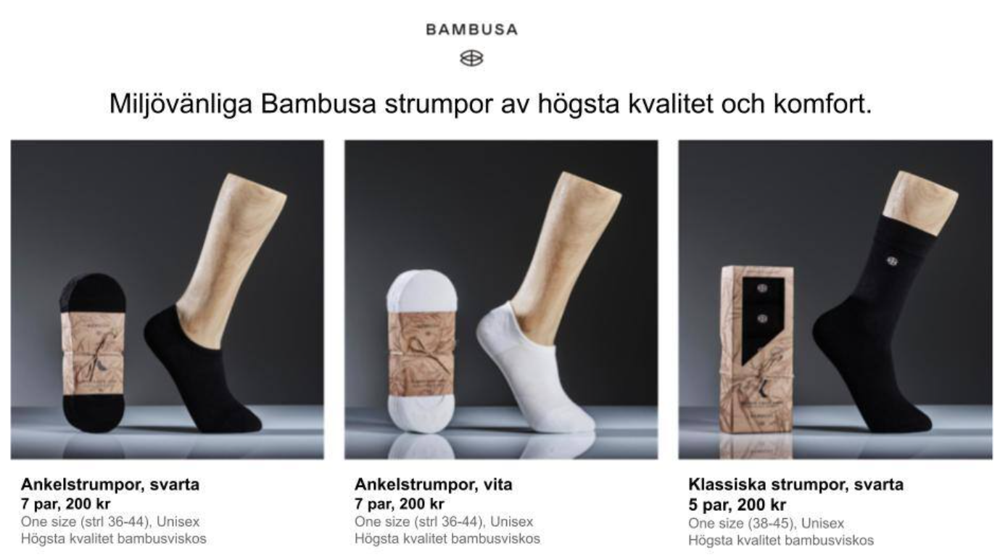 BAMBUSA
Miljövänliga Bambusa strumpor av högsta kvalitet och komfort.
Ankelstrumpor, svarta
7 par, 200 kr
One size (strl 36-44), Unisex
Högsta kvalitet bambusviskos
Ankelstrumpor, vita
7 par, 200 kr
One size (strl 36-44), Unisex
Högsta kvalitet bambusviskos
Klassiska strumpor, svarta
5 par, 200 kr
One size (38-45), Unisex
Högsta kvalitet bambusviskos